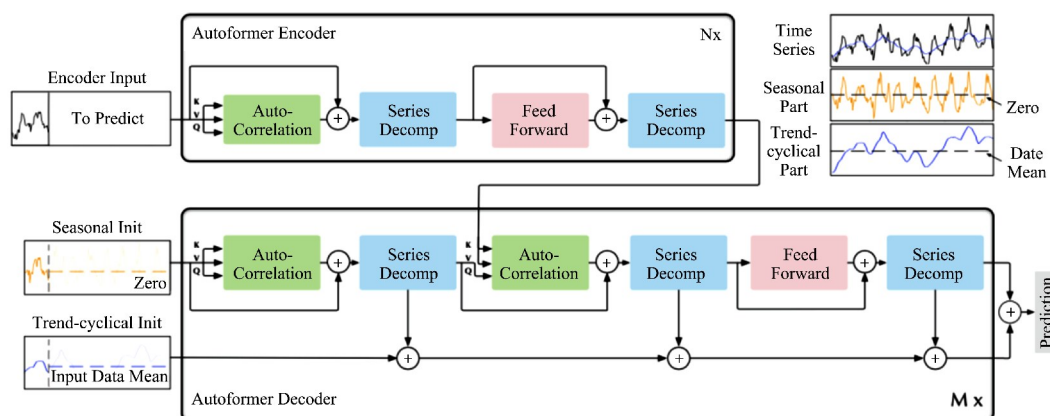 Autoformer Encoder
Nx
Encoder Input
To Predict
K
V
Q
Auto-
Correlation
+
Series
Decomp
Feed
Forward
+
Series
Decomp
Time
Series
Seasonal
Part
Zero
Trend-
cyclical
Part
Date
Mean
Seasonal Init
Zero
K
V
Q
Auto-
Correlation
+
Series
Decomp
K
V
Q
Auto-
Correlation
+
Series
Decomp
Feed
Forward
+
Series
Decomp
+
Prediction
Trend-cyclical Init
Input Data Mean
+
+
+
Autoformer Decoder
M x